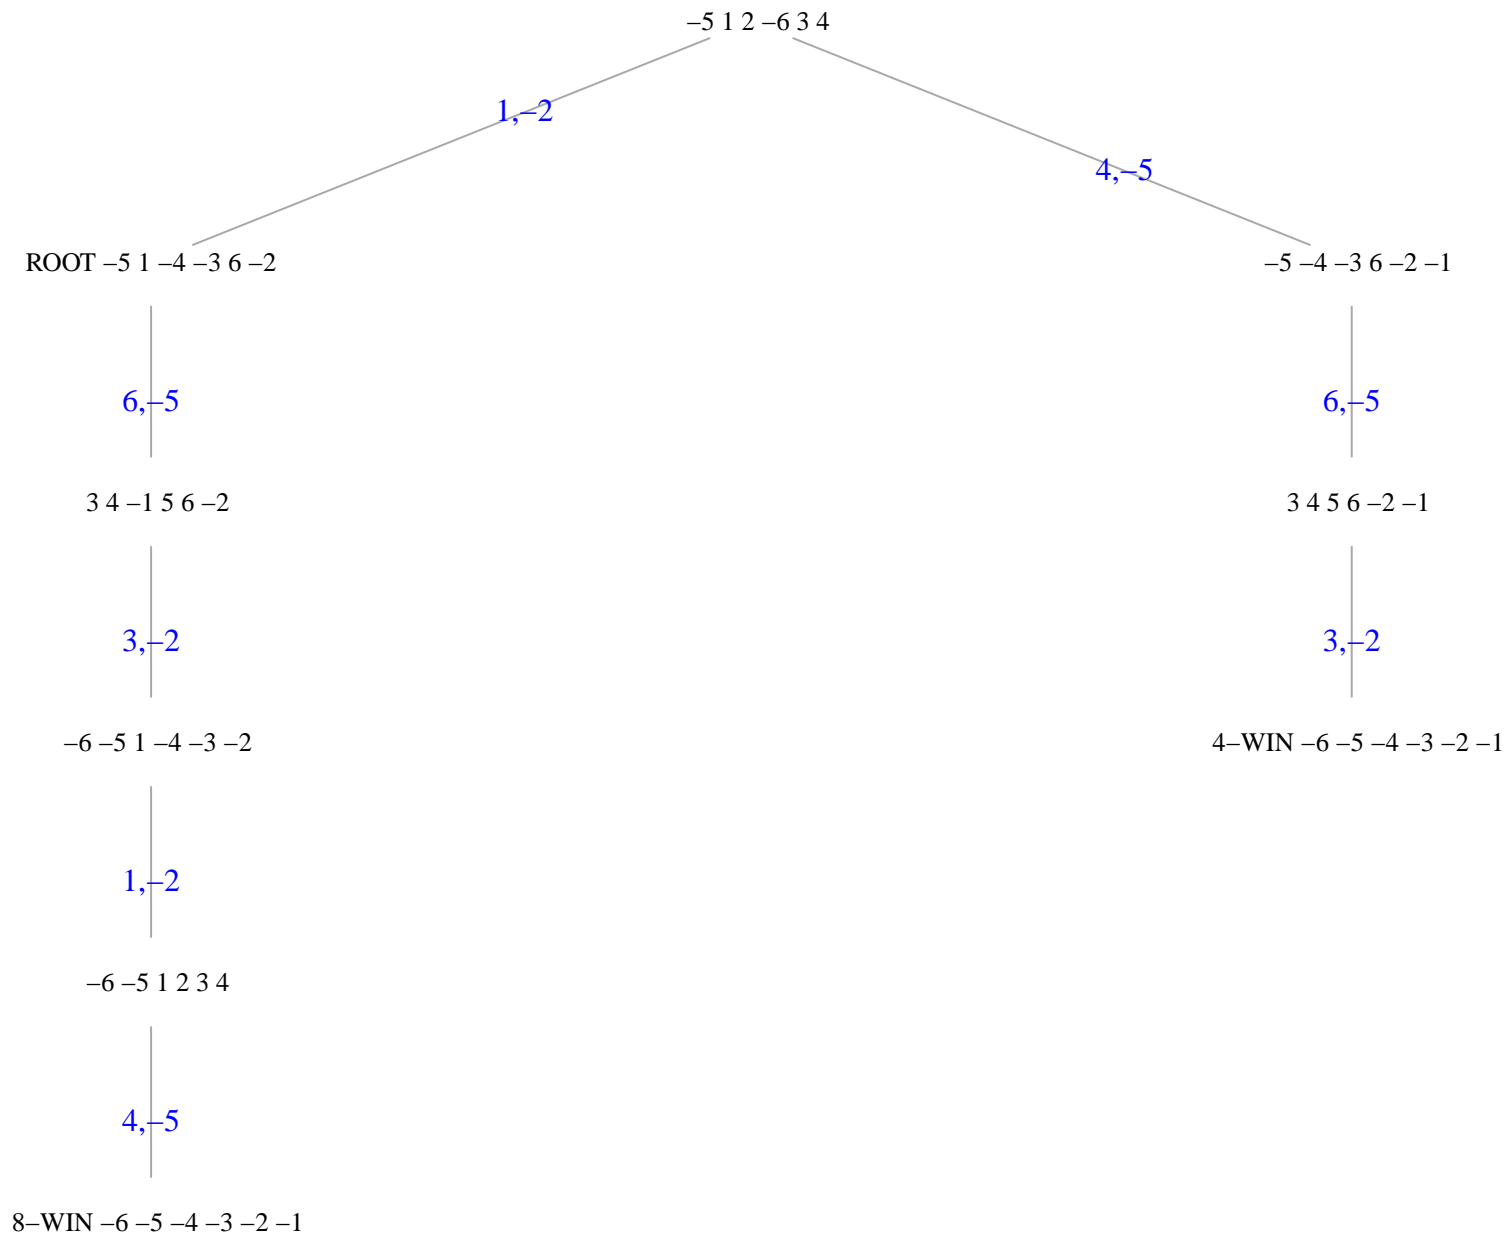 –5 1 2 –6 3 4
1,–2
4,–5
ROOT –5 1 –4 –3 6 –2
–5 –4 –3 6 –2 –1
6,–5
6,–5
3 4 –1 5 6 –2
3 4 5 6 –2 –1
3,–2
3,–2
–6 –5 1 –4 –3 –2
4–WIN –6 –5 –4 –3 –2 –1
1,–2
–6 –5 1 2 3 4
4,–5
8–WIN –6 –5 –4 –3 –2 –1